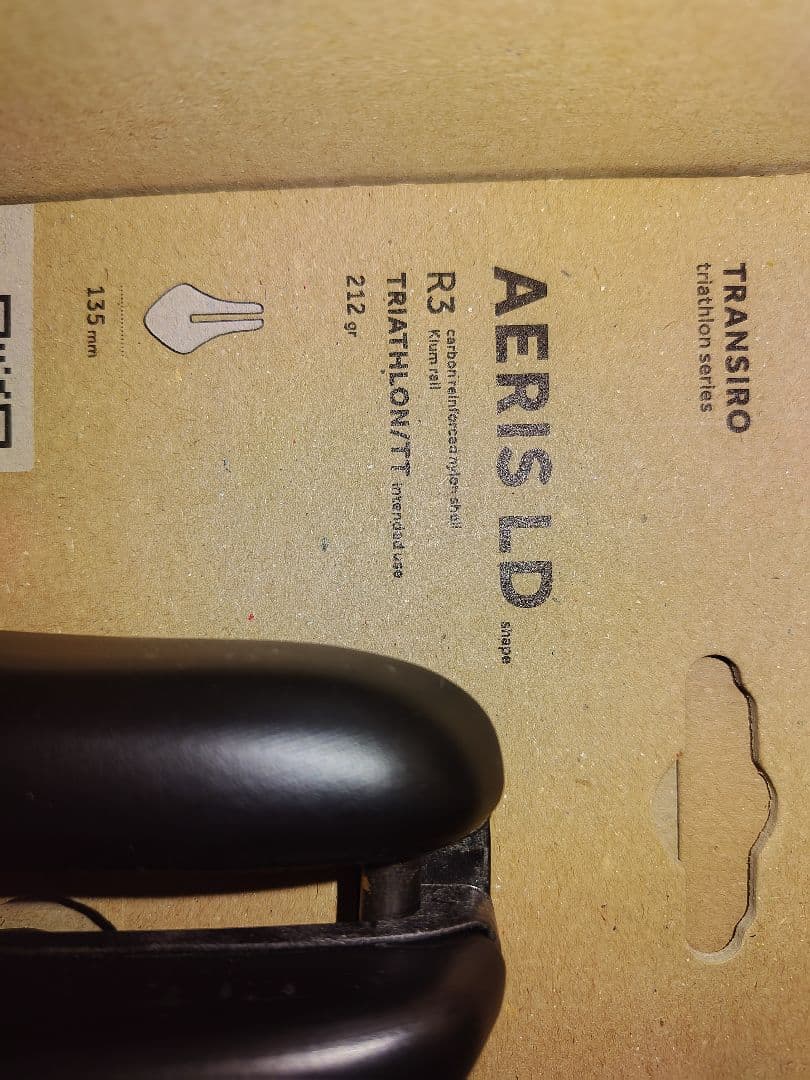 TRANSIRO
triathlon series
AERIS LD shape
R3 carbon reinforced nylon shell
Kium rail
TRIATHLON/TT intended use
212 gr
135 mm